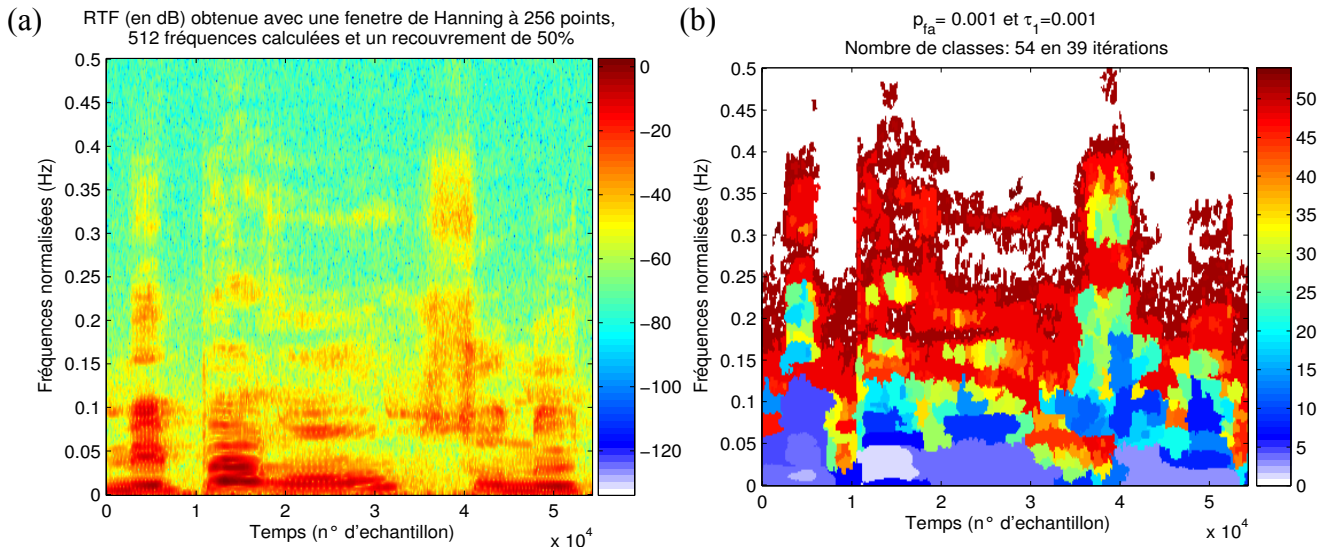 (a)
RTF (en dB) obtenue avec une fenetre de Hanning à 256 points,
512 fréquences calculées et un recouvrement de 50%
Fréquences normalisées (Hz)
0.5
0.45
0.4
0.35
0.3
0.25
0.2
0.15
0.1
0.05
0
0 1 2 3 4 5
x 10⁴
Temps (n° d'echantillon)
0
−20
−40
−60
−80
−100
−120
(b)
p_fa= 0.001 et τ_1=0.001
Nombre de classes: 54 en 39 itérations
Fréquences normalisées (Hz)
0.5
0.45
0.4
0.35
0.3
0.25
0.2
0.15
0.1
0.05
0
0 1 2 3 4 5
x 10⁴
Temps (n° d'echantillon)
50
45
40
35
30
25
20
15
10
5
0